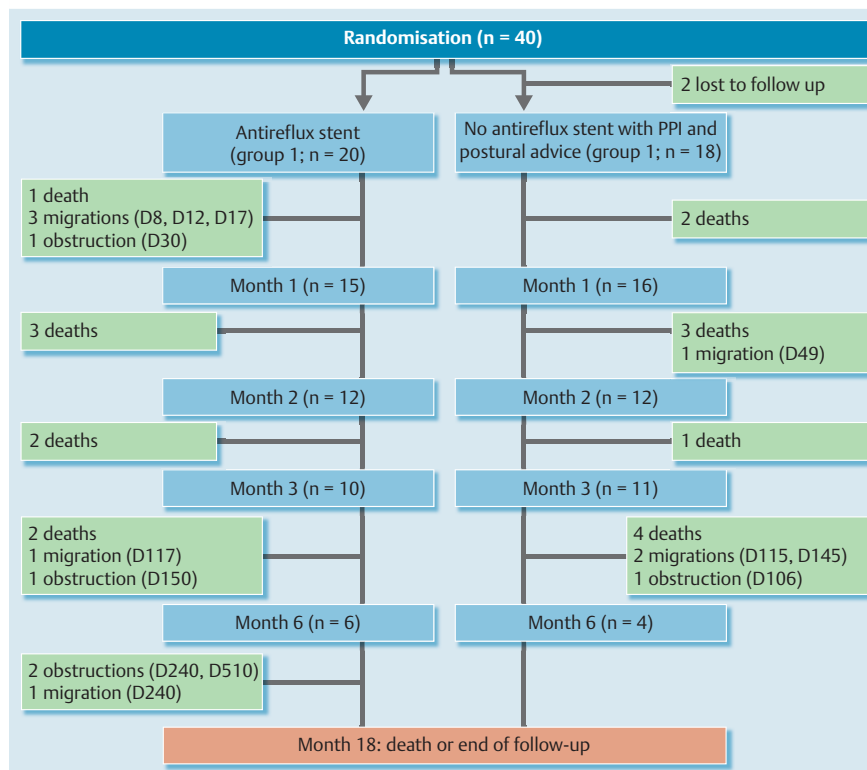 Randomisation (n = 40)
2 lost to follow up
Antireflux stent
(group 1; n = 20)
No antireflux stent with PPI and
postural advice (group 1; n = 18)
1 death
3 migrations (D8, D12, D17)
1 obstruction (D30)
2 deaths
Month 1 (n = 15)
Month 1 (n = 16)
3 deaths
3 deaths
1 migration (D49)
Month 2 (n = 12)
Month 2 (n = 12)
2 deaths
1 death
Month 3 (n = 10)
Month 3 (n = 11)
2 deaths
1 migration (D117)
1 obstruction (D150)
4 deaths
2 migrations (D115, D145)
1 obstruction (D106)
Month 6 (n = 6)
Month 6 (n = 4)
2 obstructions (D240, D510)
1 migration (D240)
Month 18: death or end of follow-up